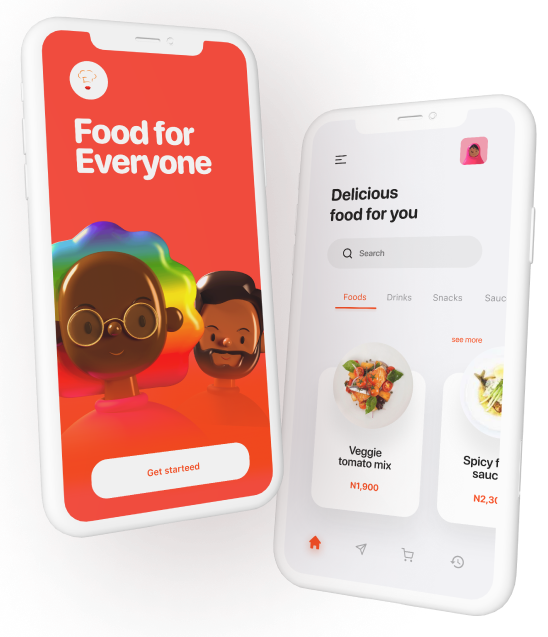 Food for
Everyone
Get starteed
Delicious
food for you
Search
Foods Drinks Snacks Sauc
see more
Veggie
tomato mix
N1,900
Spicy f
sauc
N2,30